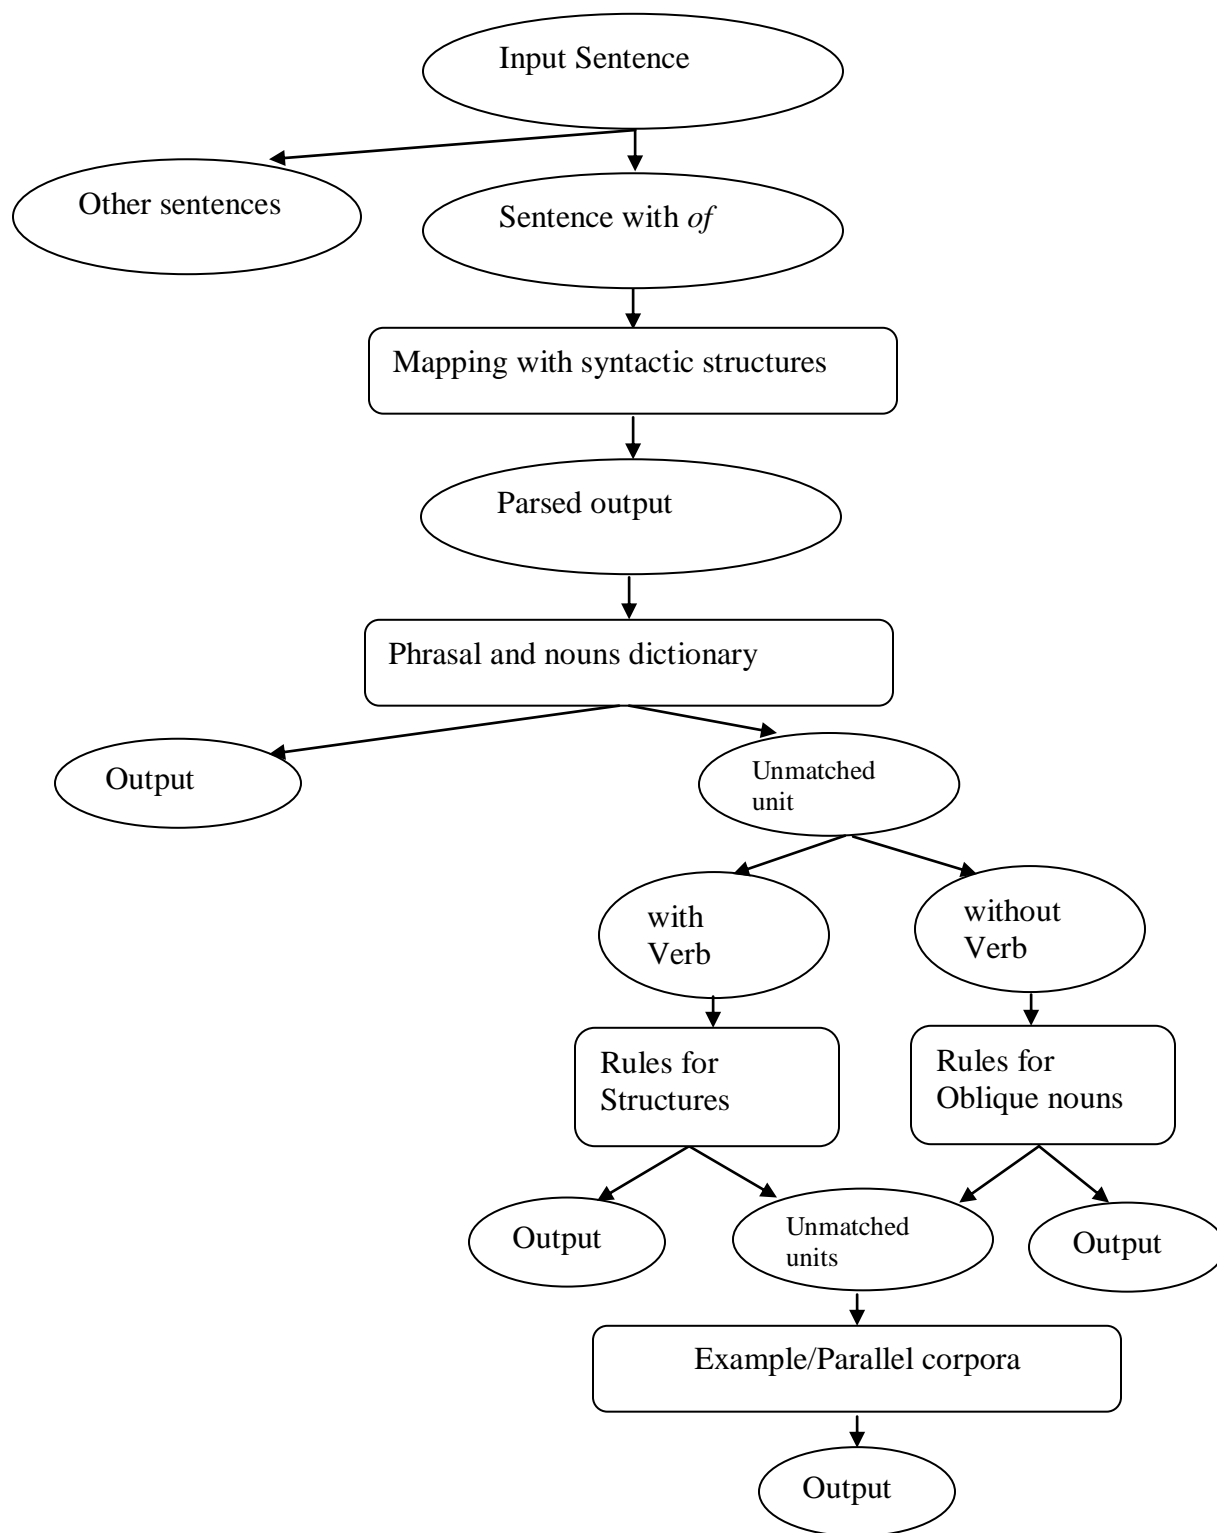 Input Sentence
Other sentences
Sentence with of
Mapping with syntactic structures
Parsed output
Phrasal and nouns dictionary
Output
Unmatched
unit
with
Verb
without
Verb
Rules for
Structures
Rules for
Oblique nouns
Output
Unmatched
units
Output
Example/Parallel corpora
Output